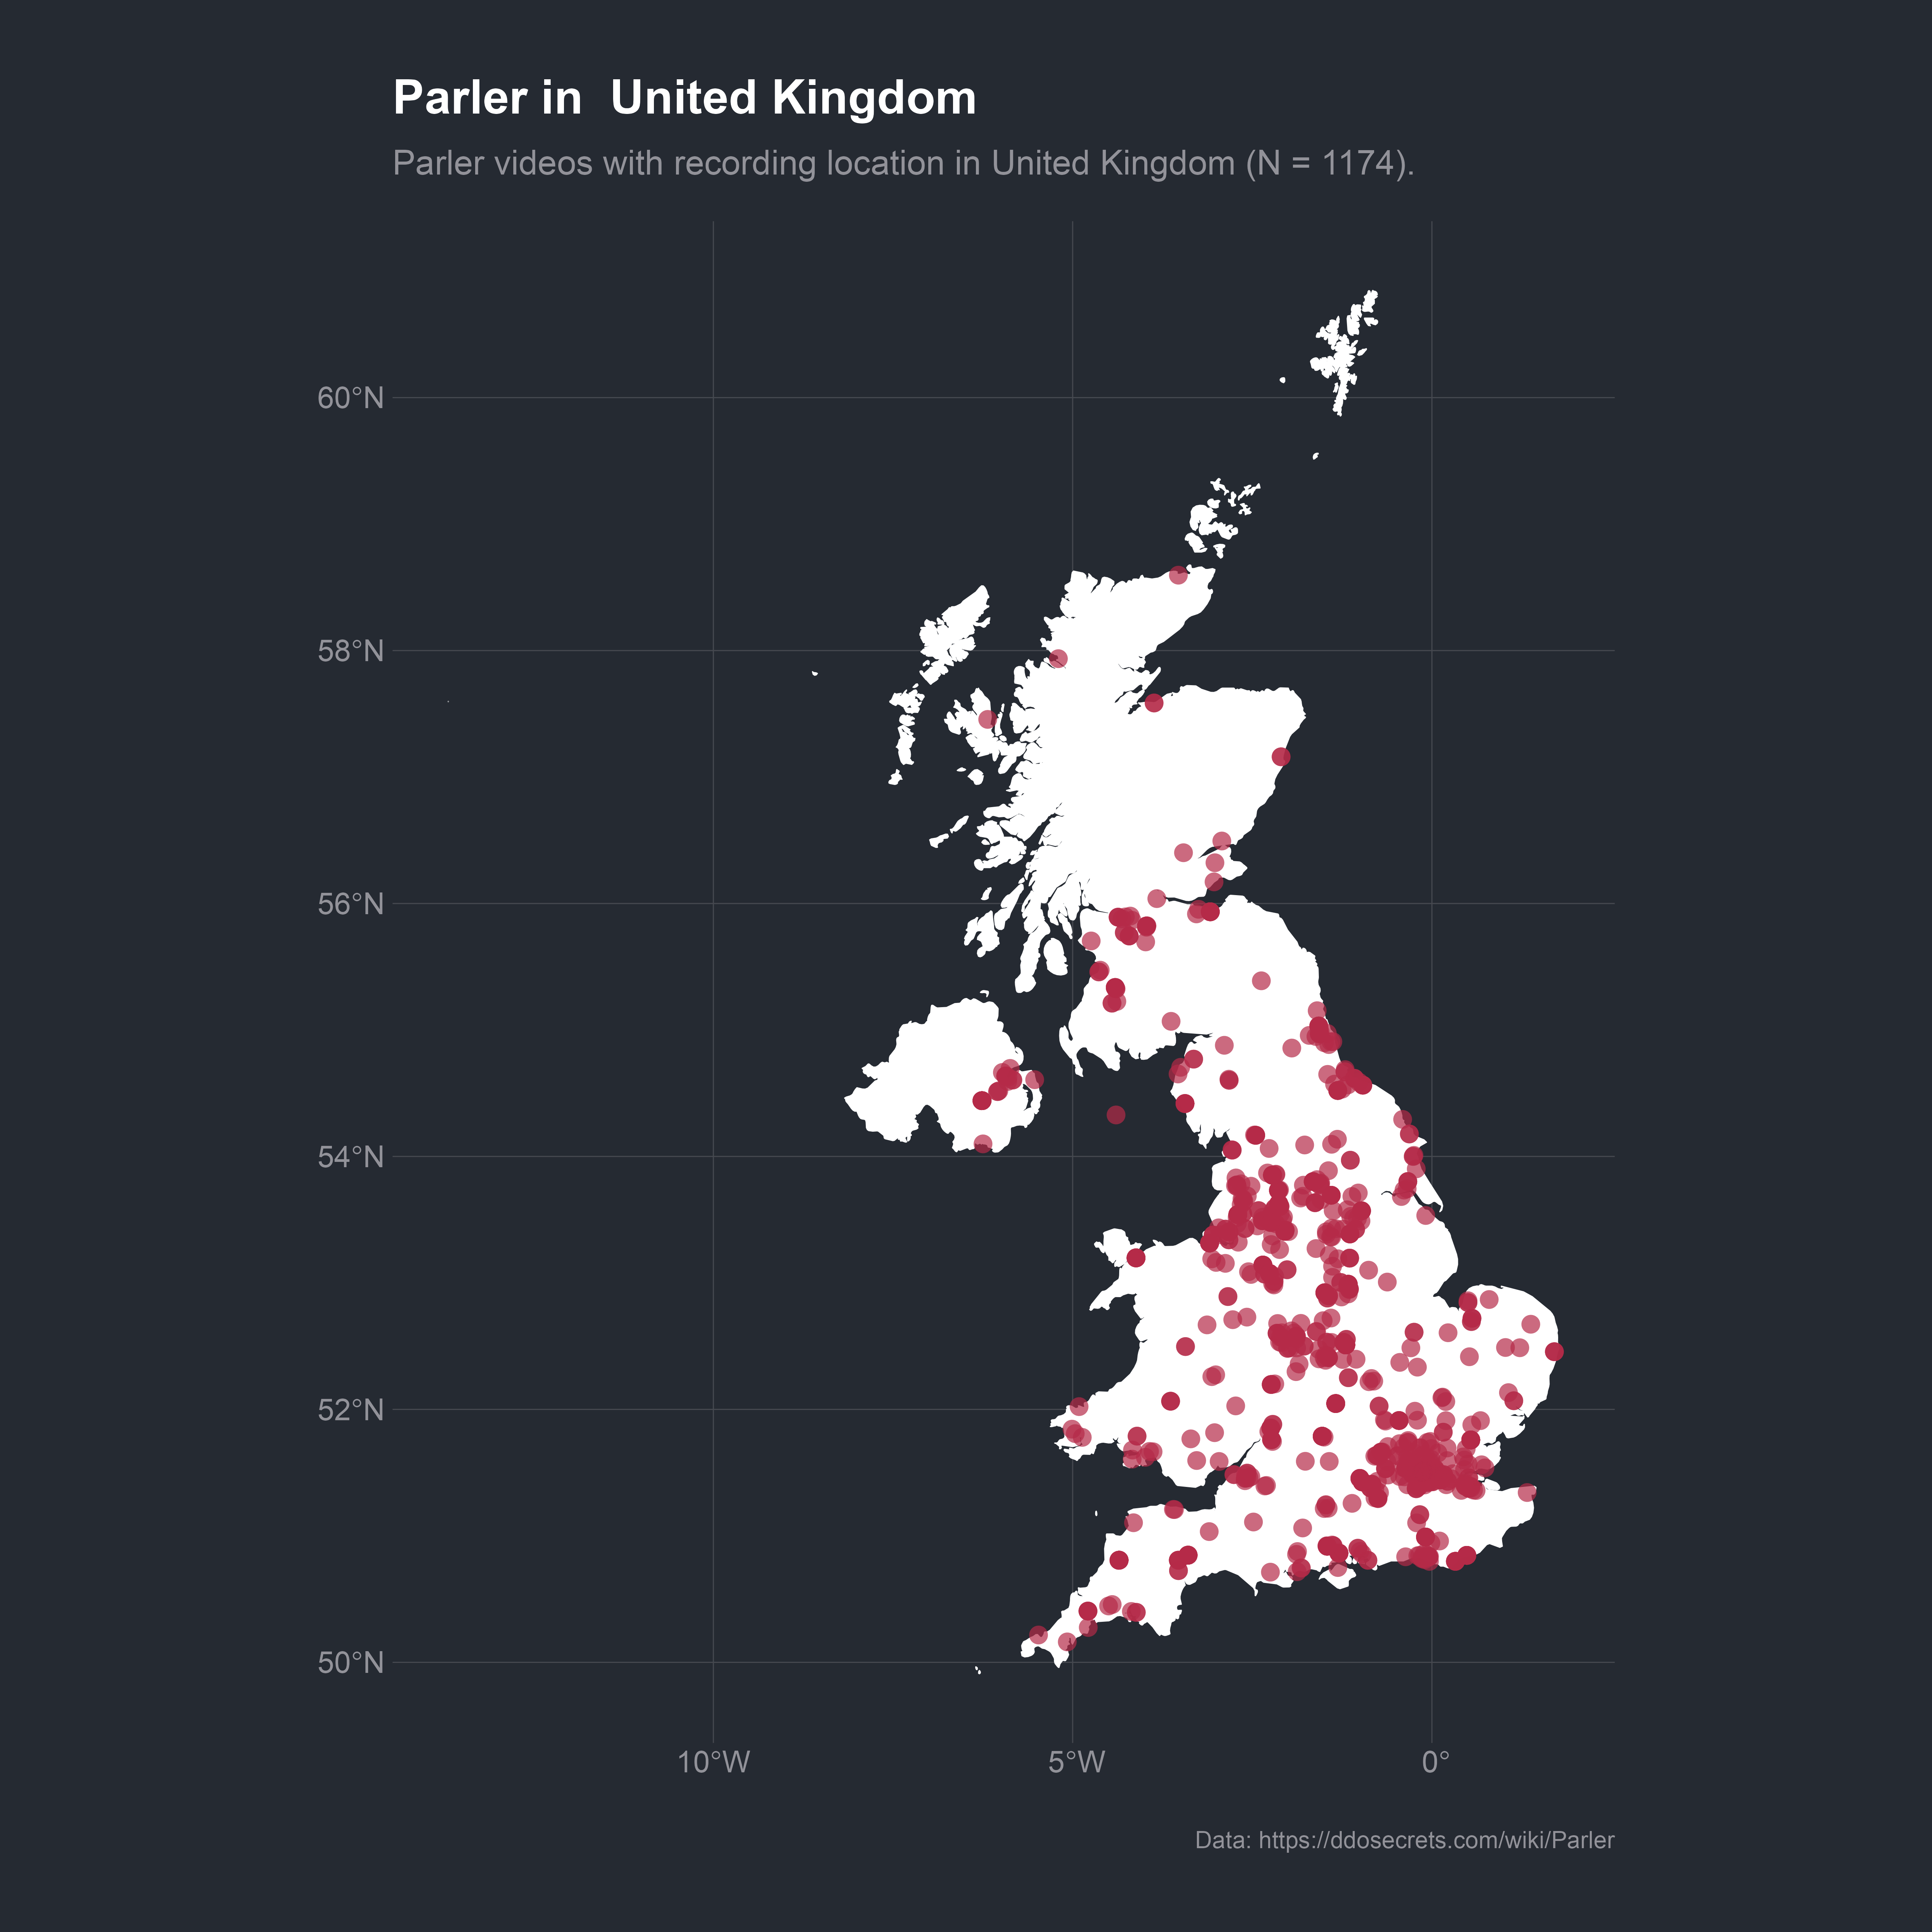 Parler in  United Kingdom
Parler videos with recording location in United Kingdom (N = 1174).
60°N
58°N
56°N
54°N
52°N
50°N
10°W
5°W
0°
Data: https://ddosecrets.com/wiki/Parler